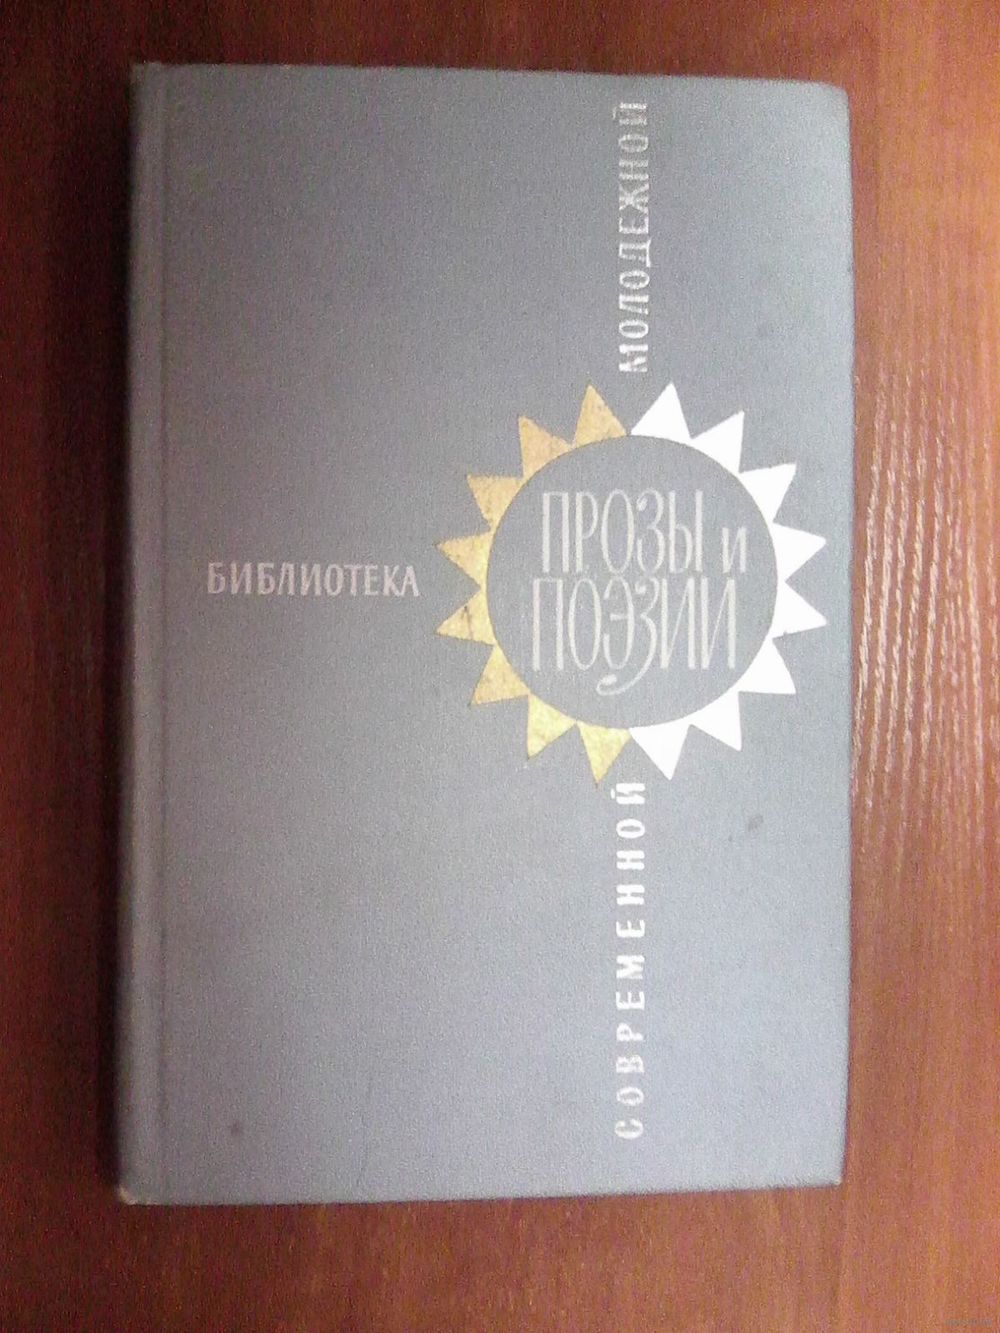 БИБЛИОТЕКА
СОВРЕМЕННОЙ
МОЛОДЕЖНОЙ
ПРОЗЫ и
ПОЭЗИИ